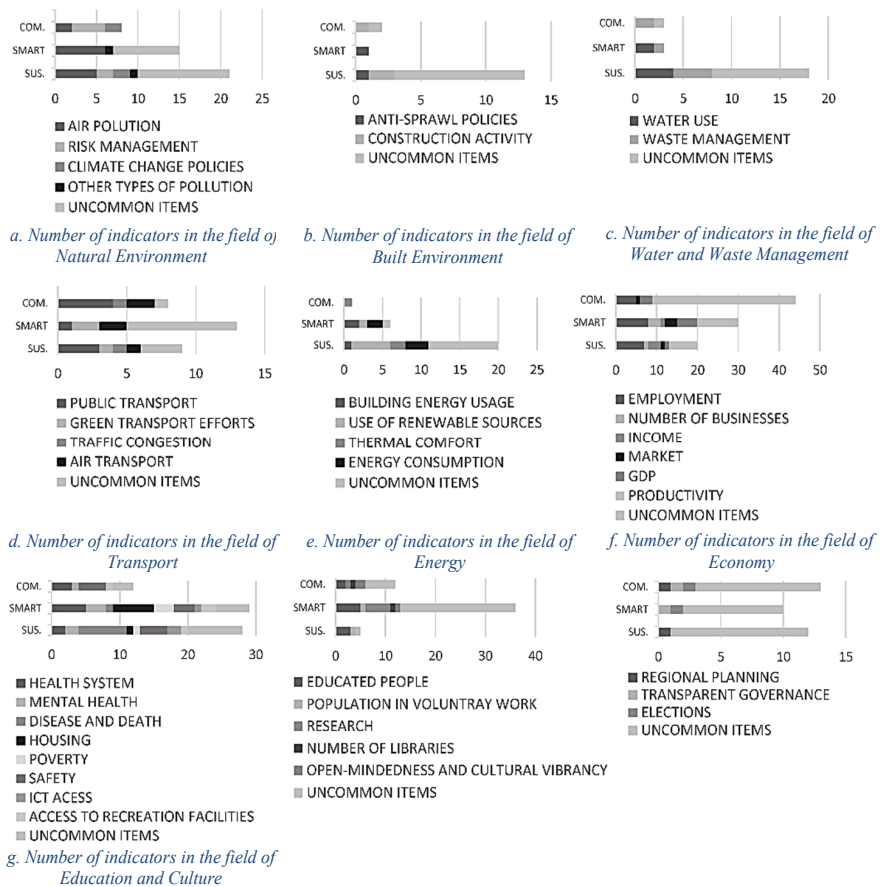 COM.
SMART
SUS.
0 5 10 15 20 25
AIR POLUTION
RISK MANAGEMENT
CLIMATE CHANGE POLICIES
OTHER TYPES OF POLLUTION
UNCOMMON ITEMS
a. Number of indicators in the field of
Natural Environment
COM.
SMART
SUS.
0 5 10 15
ANTI-SPRAWL POLICIES
CONSTRUCTION ACTIVITY
UNCOMMON ITEMS
b. Number of indicators in the field of
Built Environment
COM.
SMART
SUS.
0 5 10 15 20
WATER USE
WASTE MANAGEMENT
UNCOMMON ITEMS
c. Number of indicators in the field of
Water and Waste Management
COM.
SMART
SUS.
0 5 10 15
PUBLIC TRANSPORT
GREEN TRANSPORT EFFORTS
TRAFFIC CONGESTION
AIR TRANSPORT
UNCOMMON ITEMS
d. Number of indicators in the field of
Transport
COM.
SMART
SUS.
0 5 10 15 20 25
BUILDING ENERGY USAGE
USE OF RENEWABLE SOURCES
THERMAL COMFORT
ENERGY CONSUMPTION
UNCOMMON ITEMS
e. Number of indicators in the field of
Energy
COM.
SMART
SUS.
0 10 20 30 40 50
EMPLOYMENT
NUMBER OF BUSINESSES
INCOME
MARKET
GDP
PRODUCTIVITY
UNCOMMON ITEMS
f. Number of indicators in the field of
Economy
COM.
SMART
SUS.
0 10 20 30
HEALTH SYSTEM
MENTAL HEALTH
DISEASE AND DEATH
HOUSING
POVERTY
SAFETY
ICT ACESS
ACCESS TO RECREATION FACILITIES
UNCOMMON ITEMS
g. Number of indicators in the field of
Education and Culture
COM.
SMART
SUS.
0 10 20 30 40
EDUCATED PEOPLE
POPULATION IN VOLUNTRAY WORK
RESEARCH
NUMBER OF LIBRARIES
OPEN-MINDEDNESS AND CULTURAL VIBRANCY
UNCOMMON ITEMS
COM.
SMART
SUS.
0 5 10 15
REGIONAL PLANNING
TRANSPARENT GOVERNANCE
ELECTIONS
UNCOMMON ITEMS